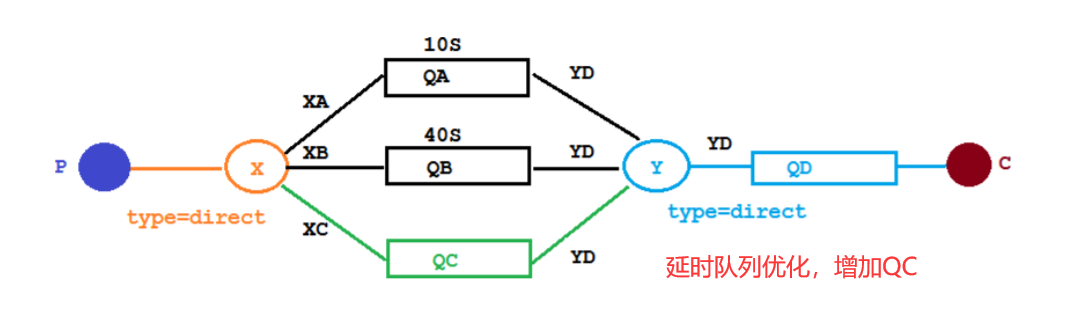 10S
QA
YD
XA
40S
P
X
XB
QB
YD
Y
YD
QD
C
type=direct
type=direct
XC
QC
YD
延时队列优化，增加QC